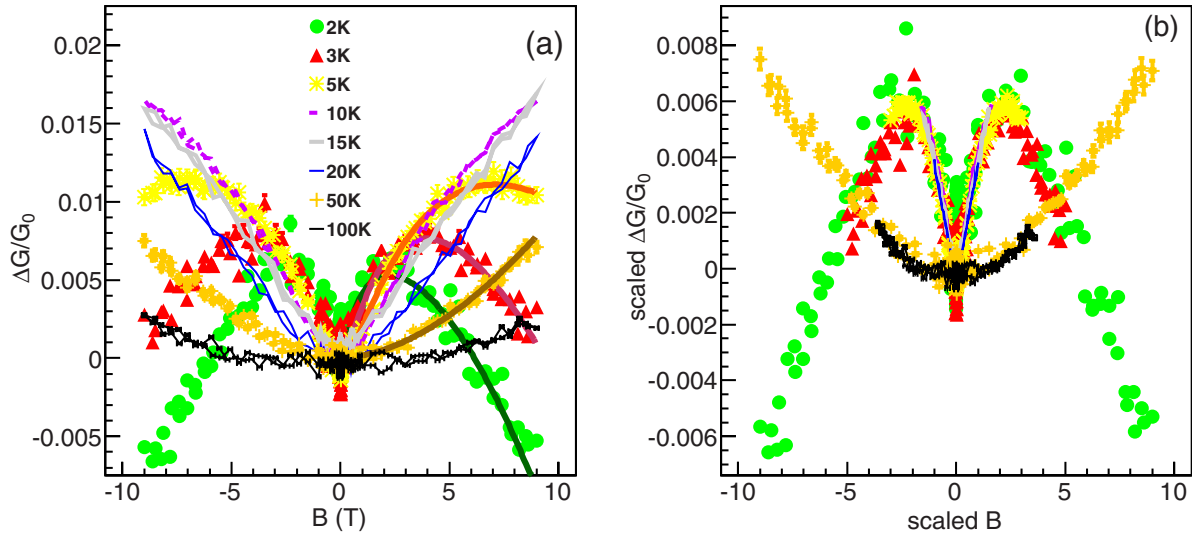 (a)
2K
3K
5K
10K
15K
20K
50K
100K
0.02
0.015
0.01
0.005
0
-0.005
ΔG/G₀
-10
-5
0
5
10
B (T)
(b)
0.008
0.006
0.004
0.002
0
-0.002
-0.004
-0.006
scaled ΔG/G₀
-10
-5
0
5
10
scaled B